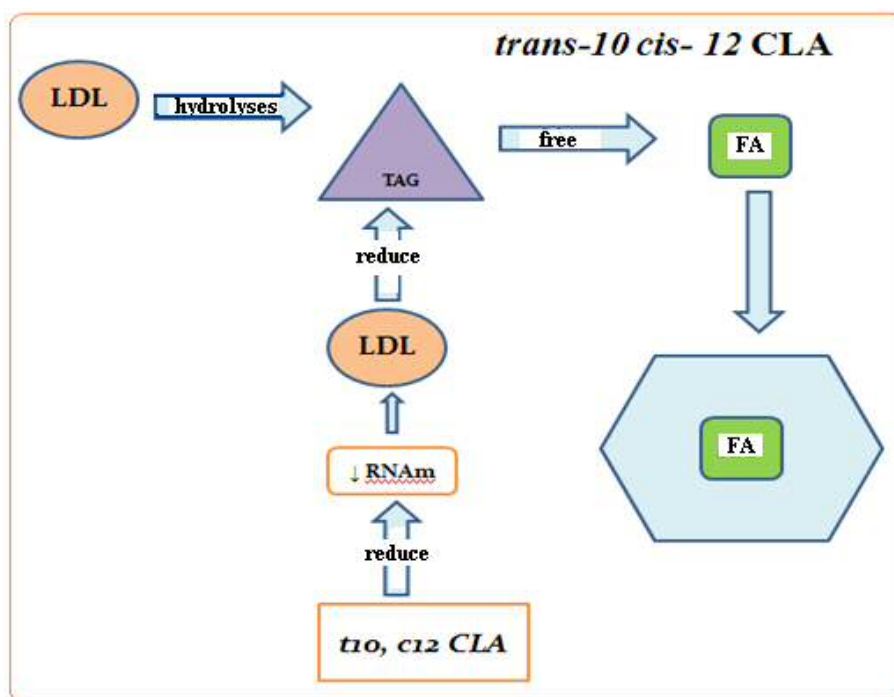 trans-10 cis- 12 CLA
LDL
hydrolyses
TAG
free
FA
reduce
LDL
FA
↓ RNAm
reduce
t10, c12 CLA